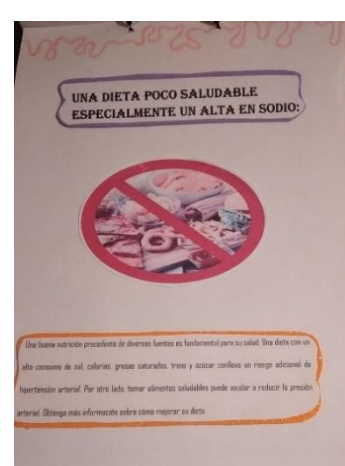 UNA DIETA POCO SALUDABLE
ESPECIALMENTE UN ALTA EN SODIO:
Una buena nutrición procedente de diversas fuentes es fundamental para su salud. Una dieta con un
alto consumo de sal, calorías, grasas saturadas, trans y azúcar conlleva un riesgo adicional de
hipertensión arterial. Por otro lado, tomar alimentos saludables puede ayudar a reducir la presión
arterial. Obtenga más información sobre cómo mejorar su dieta